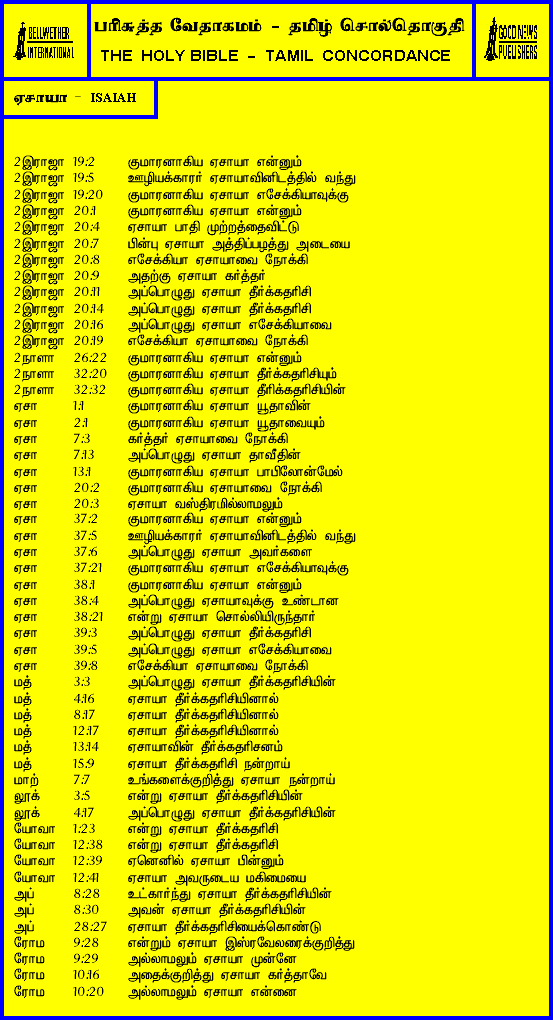 BELLWETHER INTERNATIONAL
பரிசுத்த வேதாகமம் - தமிழ் சொல்தொகுதி
THE HOLY BIBLE - TAMIL CONCORDANCE
GOOD NEWS PUBLISHERS
ஏசாயா - ISAIAH
2இராஜா 19:2 குமாரனாகிய ஏசாயா என்னும்
2இராஜா 19:5 ஊழியக்காரர் ஏசாயாவினிடத்தில் வந்து
2இராஜா 19:20 குமாரனாகிய ஏசாயா எசேக்கியாவுக்கு
2இராஜா 20:1 குமாரனாகிய ஏசாயா என்னும்
2இராஜா 20:4 ஏசாயா பாதி முற்றத்தைவிட்டு
2இராஜா 20:7 பின்பு ஏசாயா அத்திப்பழத்து அடையை
2இராஜா 20:8 எசேக்கியா ஏசாயாவை நோக்கி
2இராஜா 20:9 அதற்கு ஏசாயா கர்த்தர்
2இராஜா 20:11 அப்பொழுது ஏசாயா தீர்க்கதரிசி
2இராஜா 20:14 அப்பொழுது ஏசாயா தீர்க்கதரிசி
2இராஜா 20:16 அப்பொழுது ஏசாயா எசேக்கியாவை
2இராஜா 20:19 எசேக்கியா ஏசாயாவை நோக்கி
2நாளா 26:22 குமாரனாகிய ஏசாயா என்னும்
2நாளா 32:20 குமாரனாகிய ஏசாயா தீர்க்கதரிசியும்
2நாளா 32:32 குமாரனாகிய ஏசாயா தீரிக்கதரிசியின்
ஏசா 1:1 குமாரனாகிய ஏசாயா யூதாவின்
ஏசா 2:1 குமாரனாகிய ஏசாயா யூதாவையும்
ஏசா 7:3 கர்த்தர் ஏசாயாவை நோக்கி
ஏசா 7:13 அப்பொழுது ஏசாயா தாவீதின்
ஏசா 13:1 குமாரனாகிய ஏசாயா பாபிலோன்மேல்
ஏசா 20:2 குமாரனாகிய ஏசாயாவை நோக்கி
ஏசா 20:3 ஏசாயா வஸ்திரமில்லாமலும்
ஏசா 37:2 குமாரனாகிய ஏசாயா என்னும்
ஏசா 37:5 ஊழியக்காரர் ஏசாயாவினிடத்தில் வந்து
ஏசா 37:6 அப்பொழுது ஏசாயா அவர்களை
ஏசா 37:21 குமாரனாகிய ஏசாயா எசேக்கியாவுக்கு
ஏசா 38:1 குமாரனாகிய ஏசாயா என்னும்
ஏசா 38:4 அப்பொழுது ஏசாயாவுக்கு உண்டான
ஏசா 38:21 என்று ஏசாயா சொல்லியிருந்தார்
ஏசா 39:3 அப்பொழுது ஏசாயா தீர்க்கதரிசி
ஏசா 39:5 அப்பொழுது ஏசாயா எசேக்கியாவை
ஏசா 39:8 எசேக்கியா ஏசாயாவை நோக்கி
மத் 3:3 அப்பொழுது ஏசாயா தீர்க்கதரிசியின்
மத் 4:16 ஏசாயா தீர்க்கதரிசியினால்
மத் 8:17 ஏசாயா தீர்க்கதரிசியினால்
மத் 12:17 ஏசாயா தீர்க்கதரிசியினால்
மத் 13:14 ஏசாயாவின் தீர்க்கதரிசனம்
மத் 15:9 ஏசாயா தீர்க்கதரிசி நன்றாய்
மாற் 7:7 உங்களைக்குறித்து ஏசாயா நன்றாய்
லூக் 3:5 என்று ஏசாயா தீர்க்கதரிசியின்
லூக் 4:17 அப்பொழுது ஏசாயா தீர்க்கதரிசியின்
யோவா 1:23 என்று ஏசாயா தீர்க்கதரிசி
யோவா 12:38 என்று ஏசாயா தீர்க்கதரிசி
யோவா 12:39 ஏனெனில் ஏசாயா பின்னும்
யோவா 12:41 ஏசாயா அவருடைய மகிமையை
அப் 8:28 உட்கார்ந்து ஏசாயா தீர்க்கதரிசியின்
அப் 8:30 அவன் ஏசாயா தீர்க்கதரிசியின்
அப் 28:27 ஏசாயா தீர்க்கதரிசியைக்கொண்டு
ரோம 9:28 என்றும் ஏசாயா இஸ்ரவேலரைக்குறித்து
ரோம 9:29 அல்லாமலும் ஏசாயா முன்னே
ரோம 10:16 அதைக்குறித்து ஏசாயா கர்த்தாவே
ரோம 10:20 அல்லாமலும் ஏசாயா என்னை